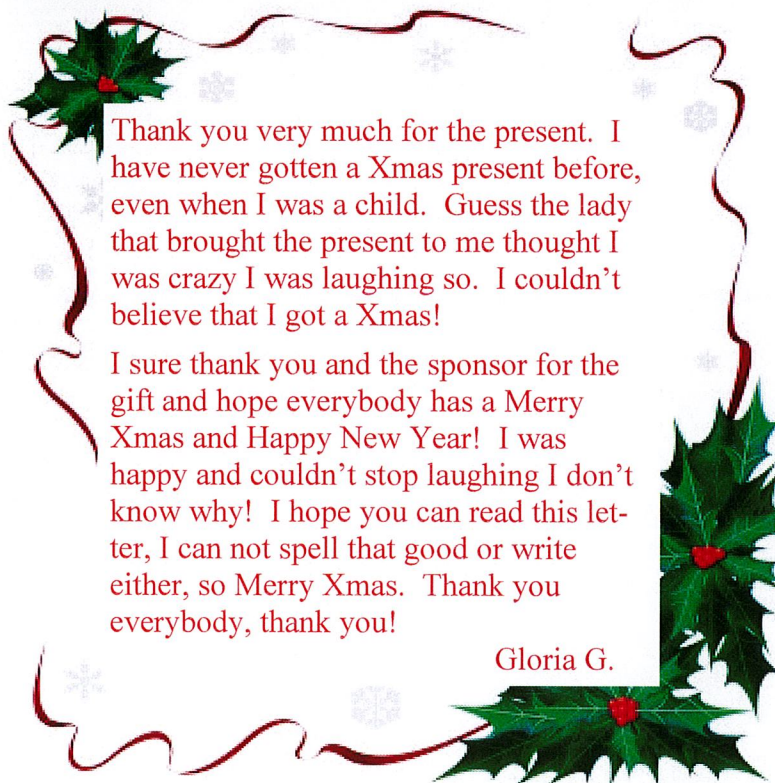 Thank you very much for the present.  I
have never gotten a Xmas present before,
even when I was a child.  Guess the lady
that brought the present to me thought I
was crazy I was laughing so.  I couldn’t
believe that I got a Xmas!
I sure thank you and the sponsor for the
gift and hope everybody has a Merry
Xmas and Happy New Year!  I was
happy and couldn’t stop laughing I don’t
know why!  I hope you can read this let-
ter, I can not spell that good or write
either, so Merry Xmas.  Thank you
everybody, thank you!
Gloria G.